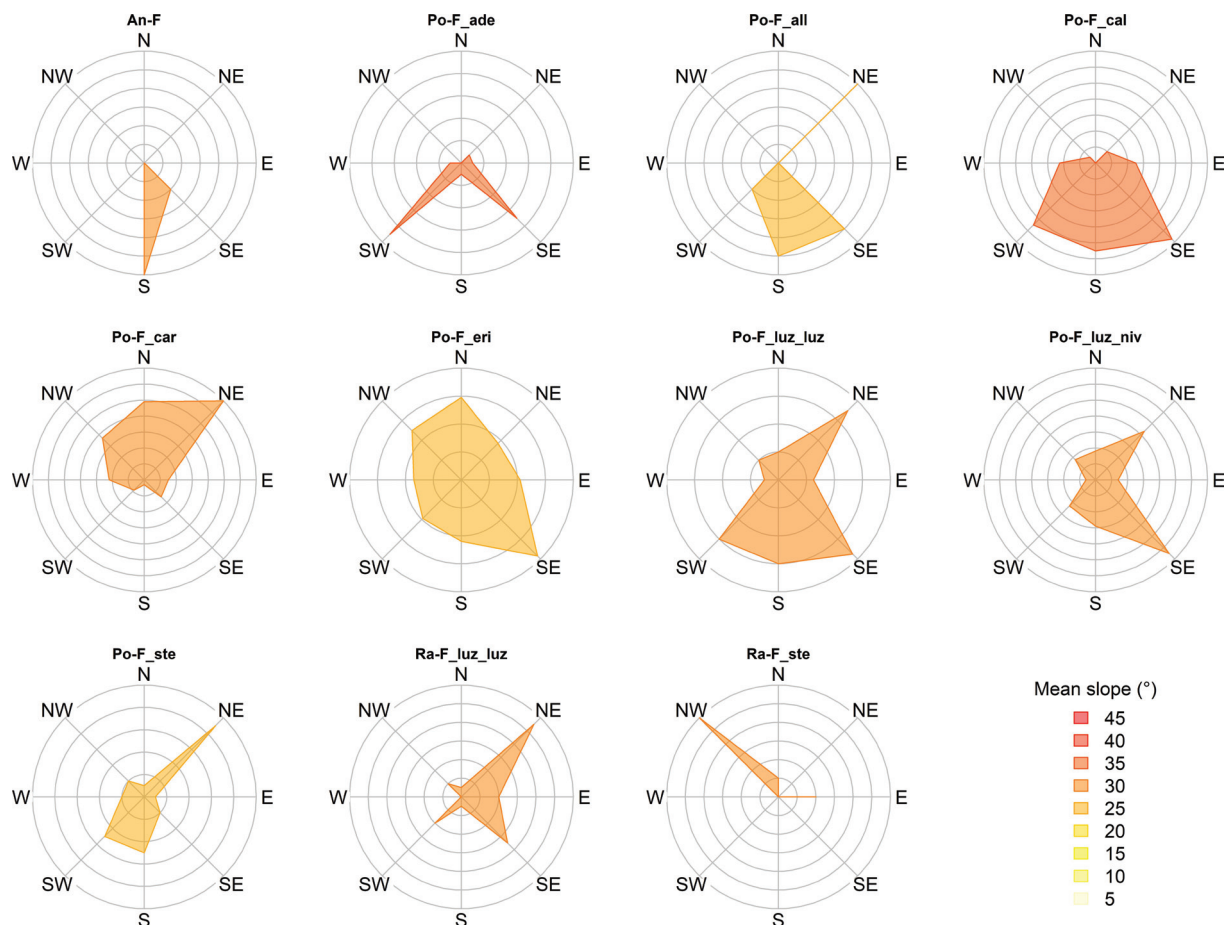 An-F
N
NW NE
W E
SW SE
S
Po-F_ade
N
NW NE
W E
SW SE
S
Po-F_all
N
NW NE
W E
SW SE
S
Po-F_cal
N
NW NE
W E
SW SE
S
Po-F_car
N
NW NE
W E
SW SE
S
Po-F_eri
N
NW NE
W E
SW SE
S
Po-F_luz_luz
N
NW NE
W E
SW SE
S
Po-F_luz_niv
N
NW NE
W E
SW SE
S
Po-F_ste
N
NW NE
W E
SW SE
S
Ra-F_luz_luz
N
NW NE
W E
SW SE
S
Ra-F_ste
N
NW NE
W E
SW SE
S
Mean slope (°)
45
40
35
30
25
20
15
10
5